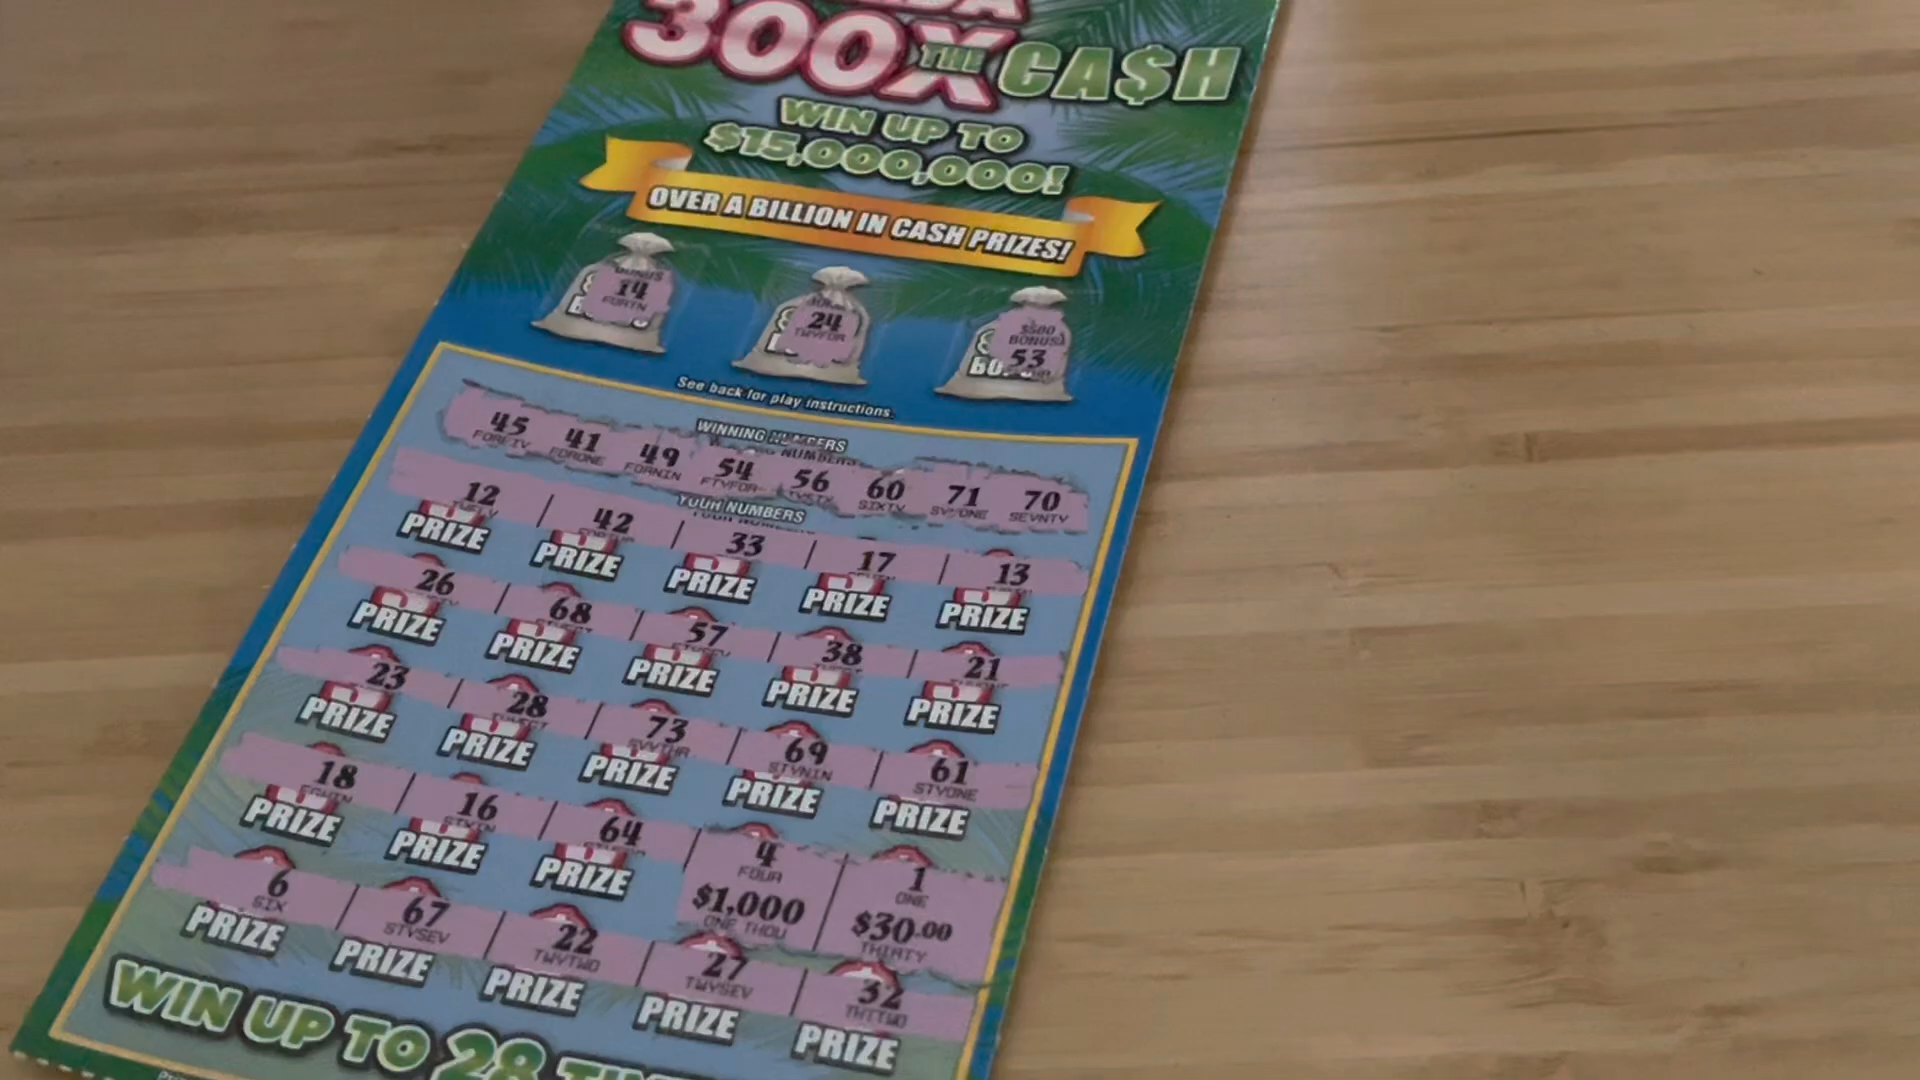 300X THE CA$H
WIN UP TO
$15,000,000!
OVER A BILLION IN CASH PRIZES!
BONUS
14
FORTN
24
TWYFOR
$500
BONUS
53
See back for play instructions.
WINNING NUMBERS
45 41 49 54 56 60 71 70
FORFIV FORONE FORNIN FTYFOR SIXTY SVYONE SEVNTY
YOUR NUMBERS
12 42 33 17 13
PRIZE PRIZE PRIZE PRIZE PRIZE
26 68 57 38 21
PRIZE PRIZE PRIZE PRIZE PRIZE
23 28 73 69 61
SVYTHR STYNIN STYONE
PRIZE PRIZE PRIZE PRIZE PRIZE
18 16 64 4 1
FOUR ONE
PRIZE PRIZE PRIZE $1,000 $30.00
ONE THOU THIRTY
6 67 22 27 32
SIX STYSEV TWYTWO TWYSEV THTTWO
PRIZE PRIZE PRIZE PRIZE PRIZE
WIN UP TO 28